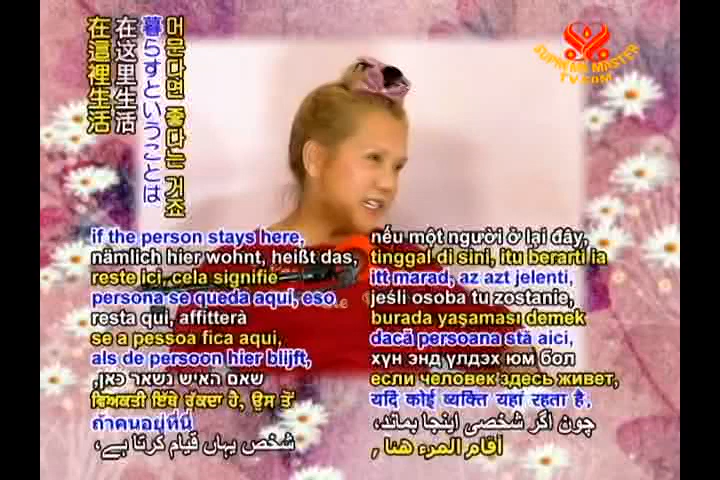 在這裡生活
在这里生活
暮らすということは
머문다면 좋다는 거죠
SUPREME MASTER
TV.COM
if the person stays here,
nämlich hier wohnt, heißt das,
reste ici, cela signifie
persona se queda aquí, eso
resta qui, affitterà
se a pessoa fica aqui,
als de persoon hier blijft,
שאם האיש נשאר כאן,
ਵਿਅਕਤੀ ਇੱਥੇ ਰੁੱਕਦਾ ਹੈ, ਉਸ ਤੋਂ
ถ้าคนอยู่ที่นี่
شخص یہاں قیام کرتا ہے،
nếu một người ở lại đây,
tinggal di sini, itu berarti ia
itt marad, az azt jelenti,
jeśli osoba tu zostanie,
burada yaşaması demek
dacă persoana stă aici,
хүн энд үлдэх юм бол
если человек здесь живет,
यदि कोई व्यक्ति यहां रहता है,
چون اگر شخصی اینجا بماند،
أقام المرء هنا ,